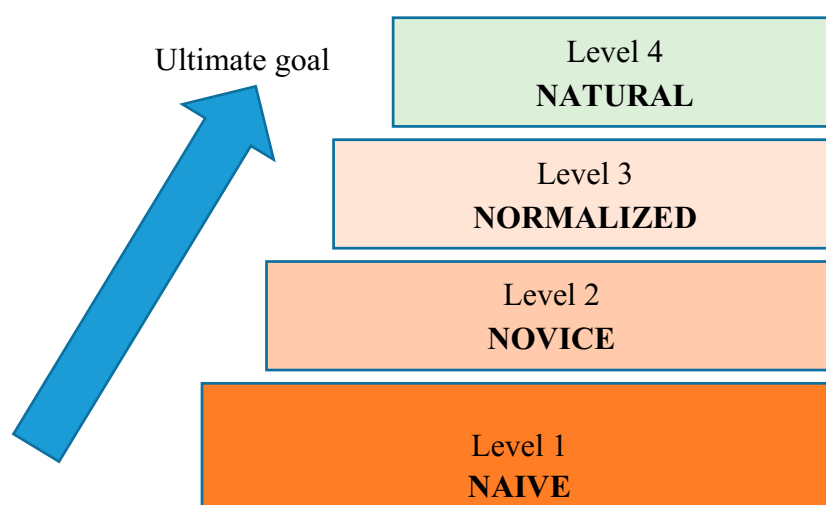 Ultimate goal
Level 4
NATURAL
Level 3
NORMALIZED
Level 2
NOVICE
Level 1
NAIVE